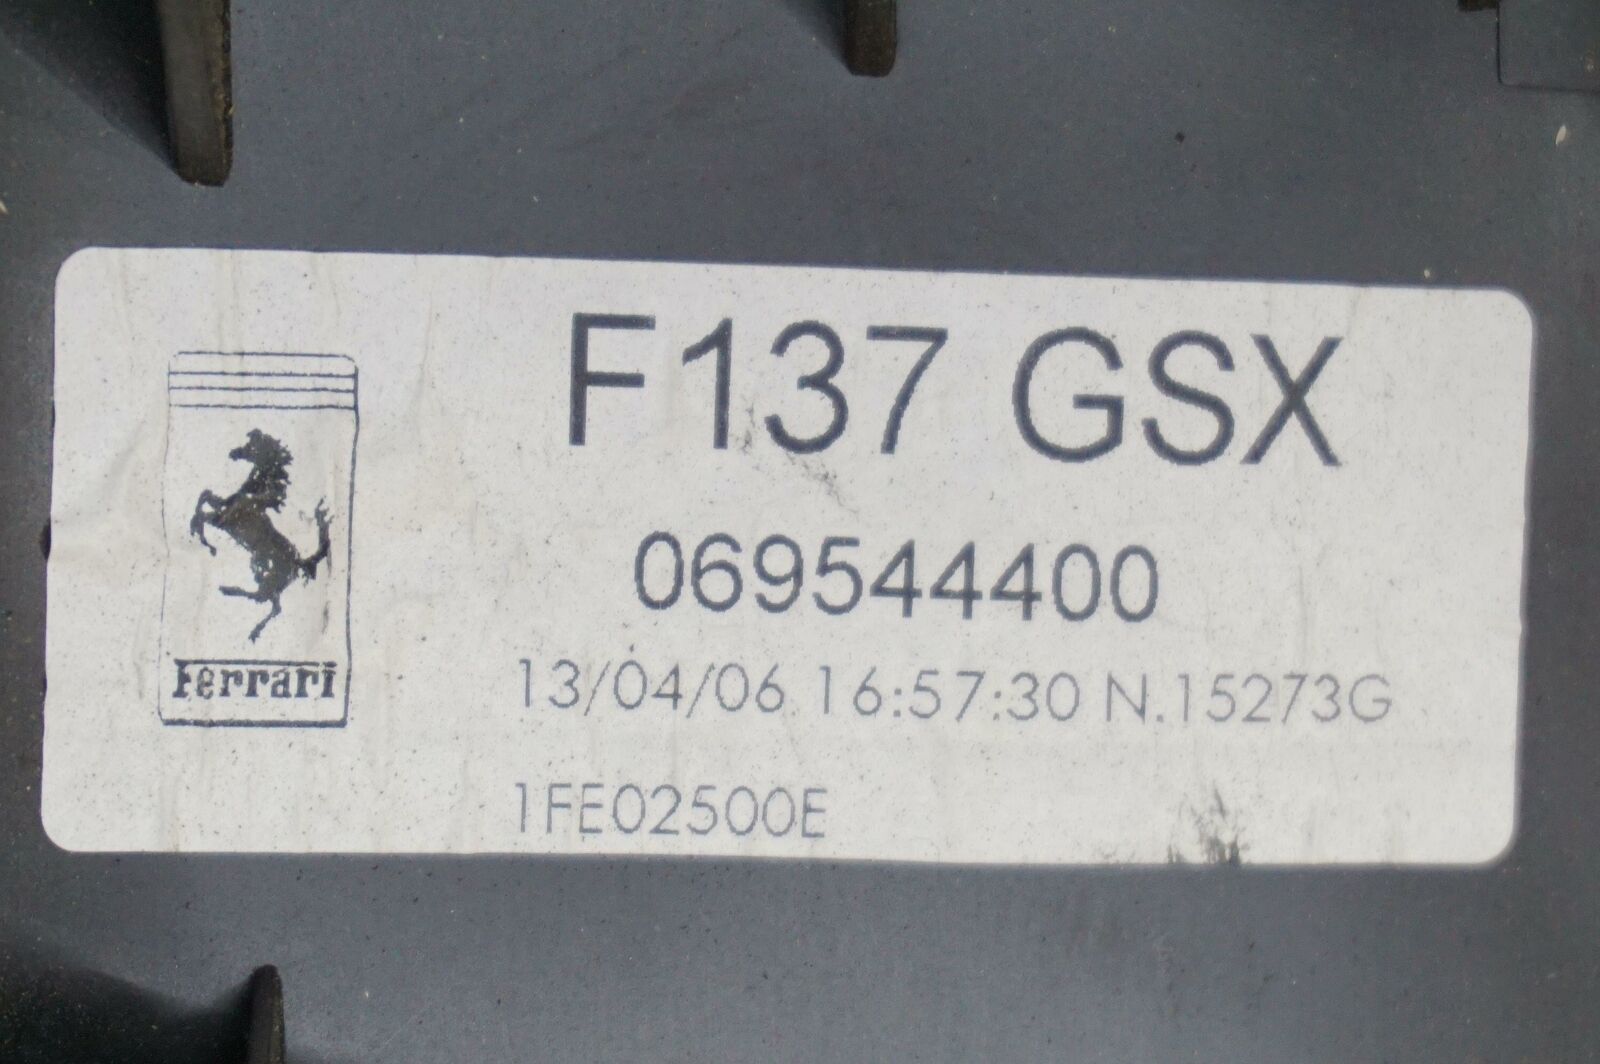 F137 GSX
069544400
13/04/06 16:57:30 N.15273G
1FE02500E
Ferrari